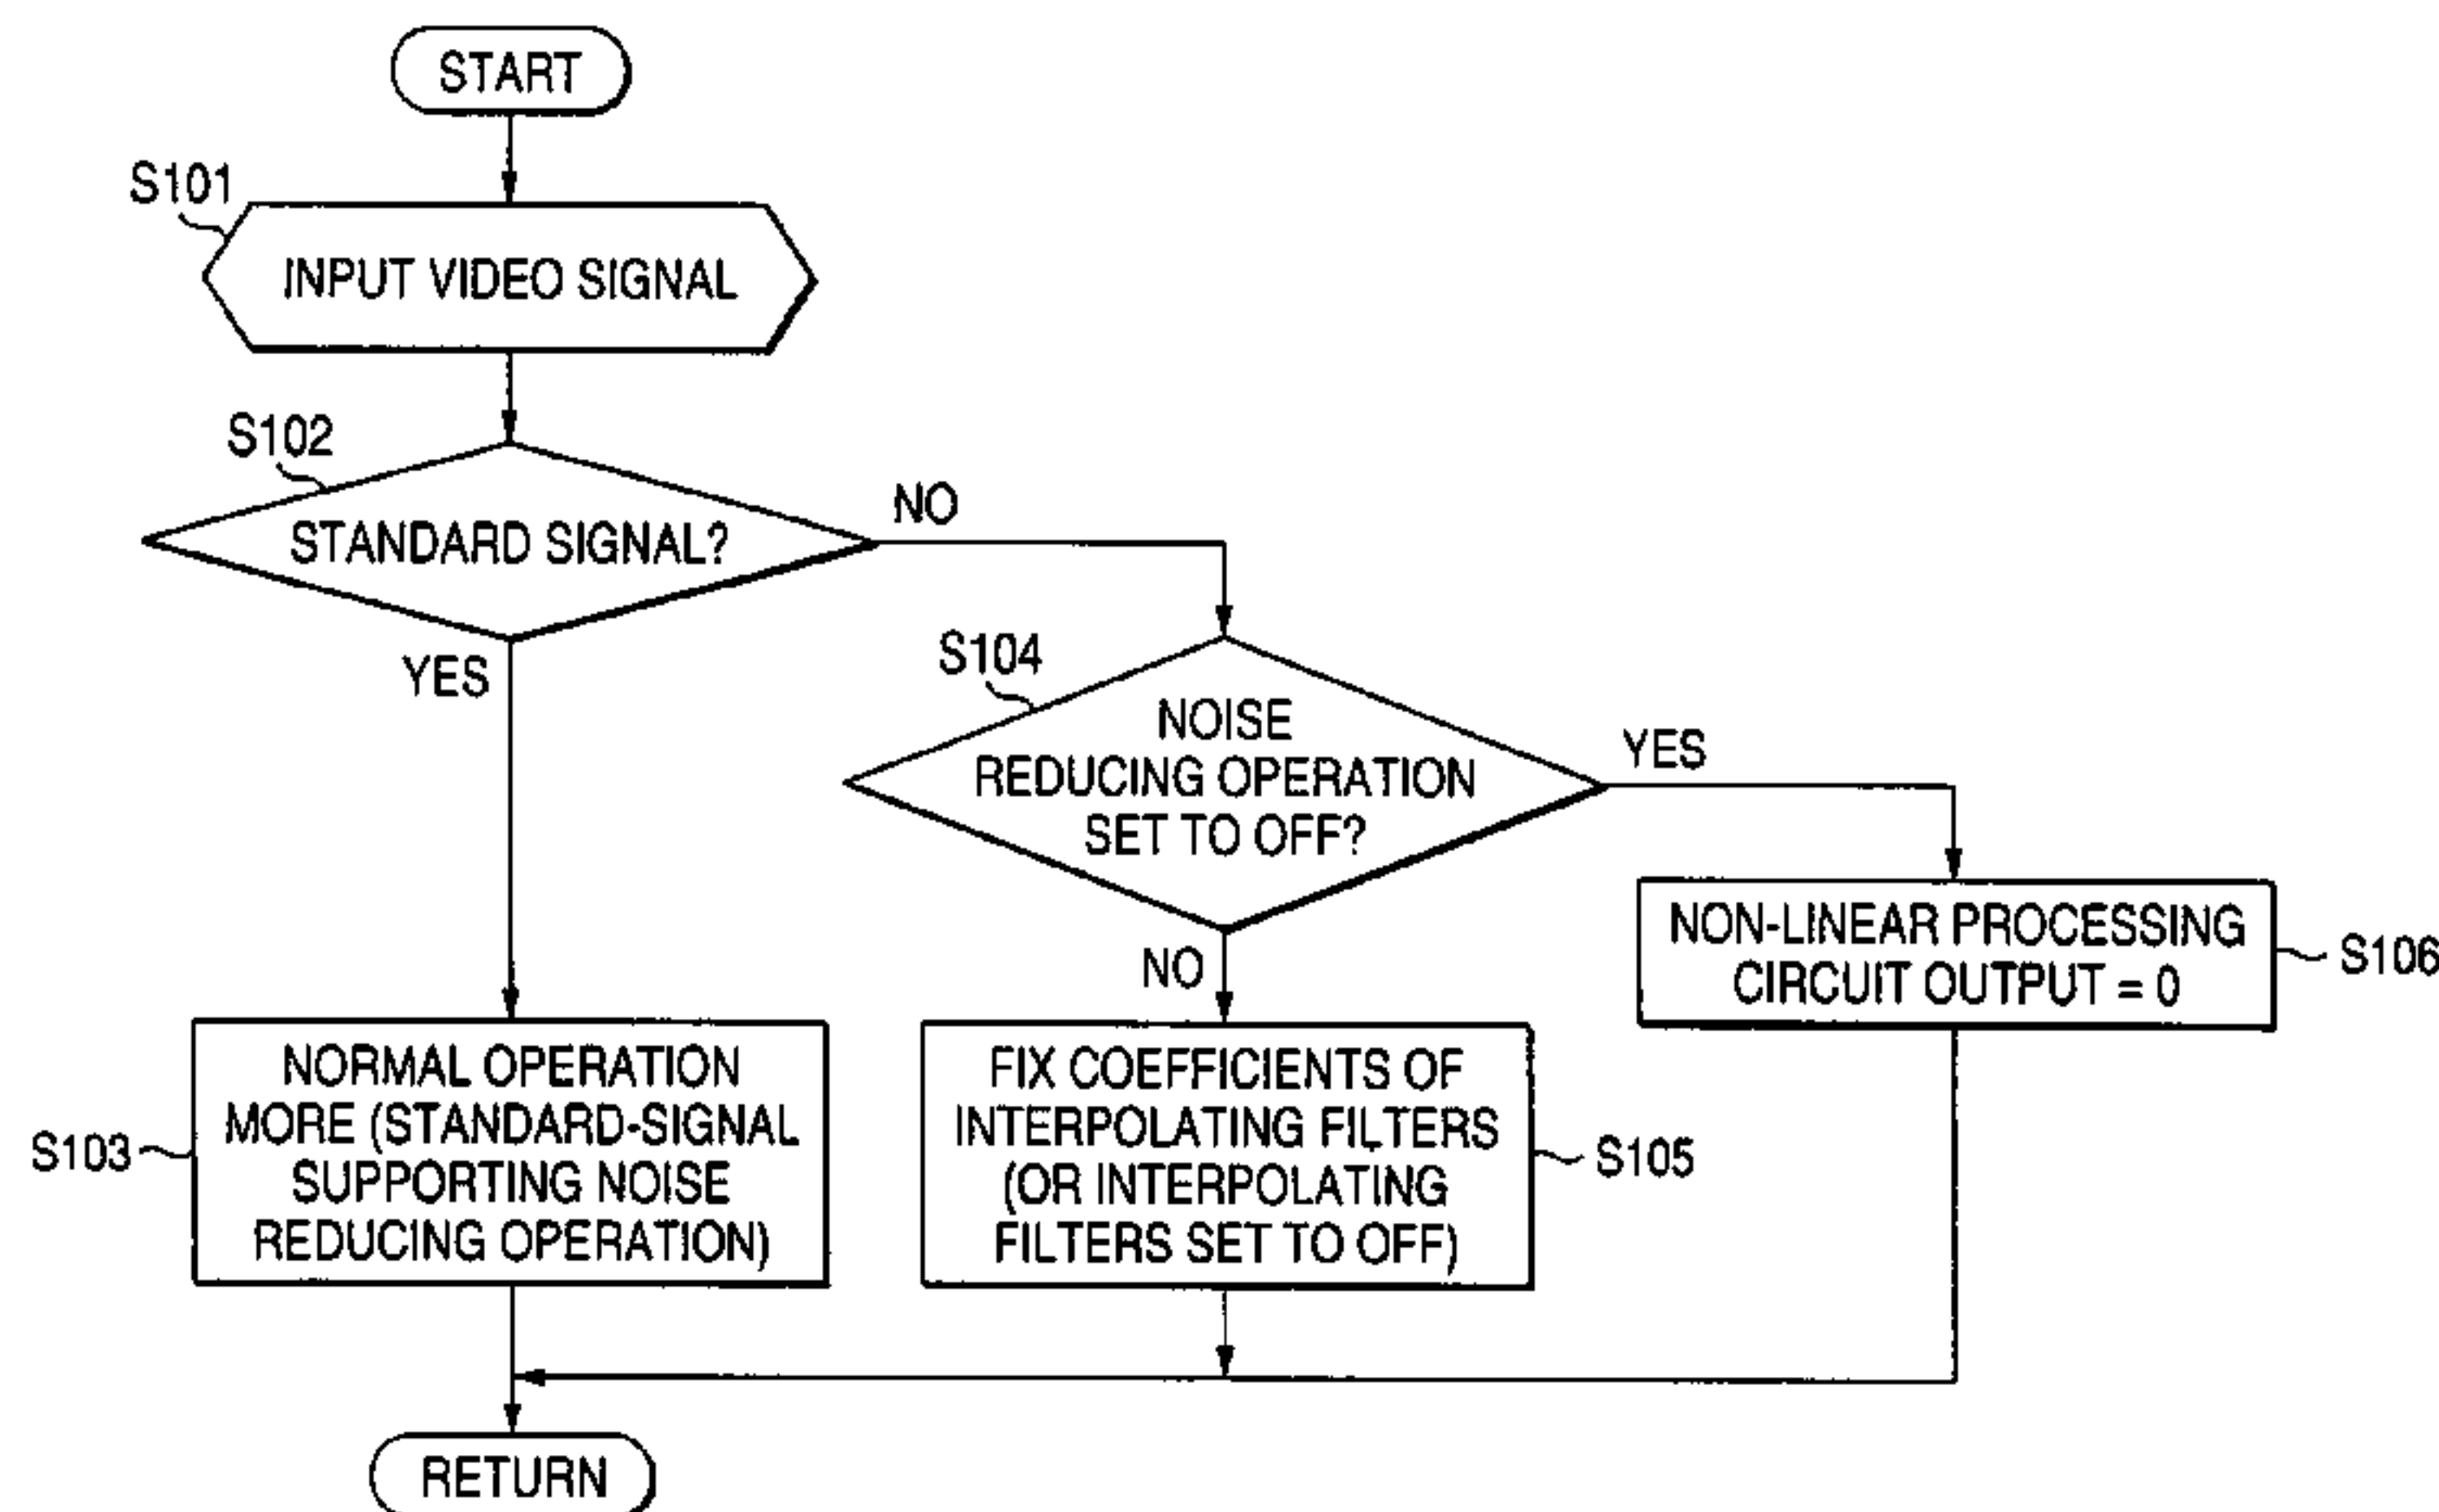 START
S101
INPUT VIDEO SIGNAL
S102
STANDARD SIGNAL?
NO
YES
S104
NOISE
REDUCING OPERATION
SET TO OFF?
YES
NO
NON-LINEAR PROCESSING
CIRCUIT OUTPUT = 0
S106
S103
NORMAL OPERATION
MORE (STANDARD-SIGNAL
SUPPORTING NOISE
REDUCING OPERATION)
FIX COEFFICIENTS OF
INTERPOLATING FILTERS
(OR INTERPOLATING
FILTERS SET TO OFF)
S105
RETURN